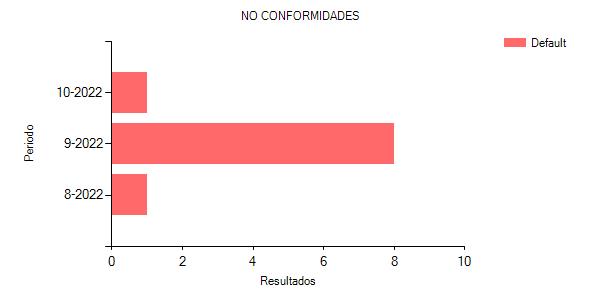 NO CONFORMIDADES
Default
10-2022
9-2022
8-2022
Periodo
0 2 4 6 8 10
Resultados